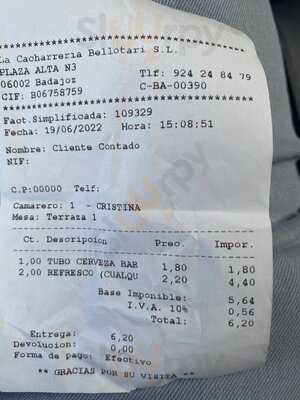 ************************************
La Cacharreria Bellotari S.L.
PLAZA ALTA N3
06002 Badajoz Tlf: 924 24 84 79
CIF: B06758759 C-BA-00390
************************************
Fact.Simplificada: 109329
Fecha: 19/06/2022 Hora: 15:08:51
Nombre: Cliente Contado
NIF:
C.P:00000 Telf:
************************************
Camarero: 1 - CRISTINA
Mesa: Terraza 1
Ct. Descripcion Prec. Impor.
1,00 TUBO CERVEZA BAR 1,80 1,80
2,00 REFRESCO (CUALQU 2,20 4,40
Base Imponible: 5,64
I.V.A. 10% 0,56
Total: 6,20
Entrega: 6,20
Devolucion: 0,00
Forma de pago: Efectivo
** GRACIAS POR SU VISITA **